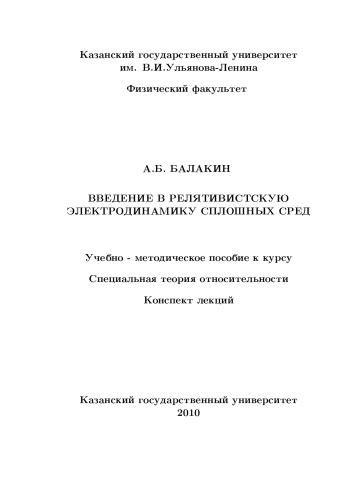 Казанский государственный университет
им. В.И.Ульянова-Ленина
Физический факультет
А.Б. БАЛАКИН
ВВЕДЕНИЕ В РЕЛЯТИВИСТСКУЮ
ЭЛЕКТРОДИНАМИКУ СПЛОШНЫХ СРЕД
Учебно - методическое пособие к курсу
Специальная теория относительности
Конспект лекций
Казанский государственный университет
2010